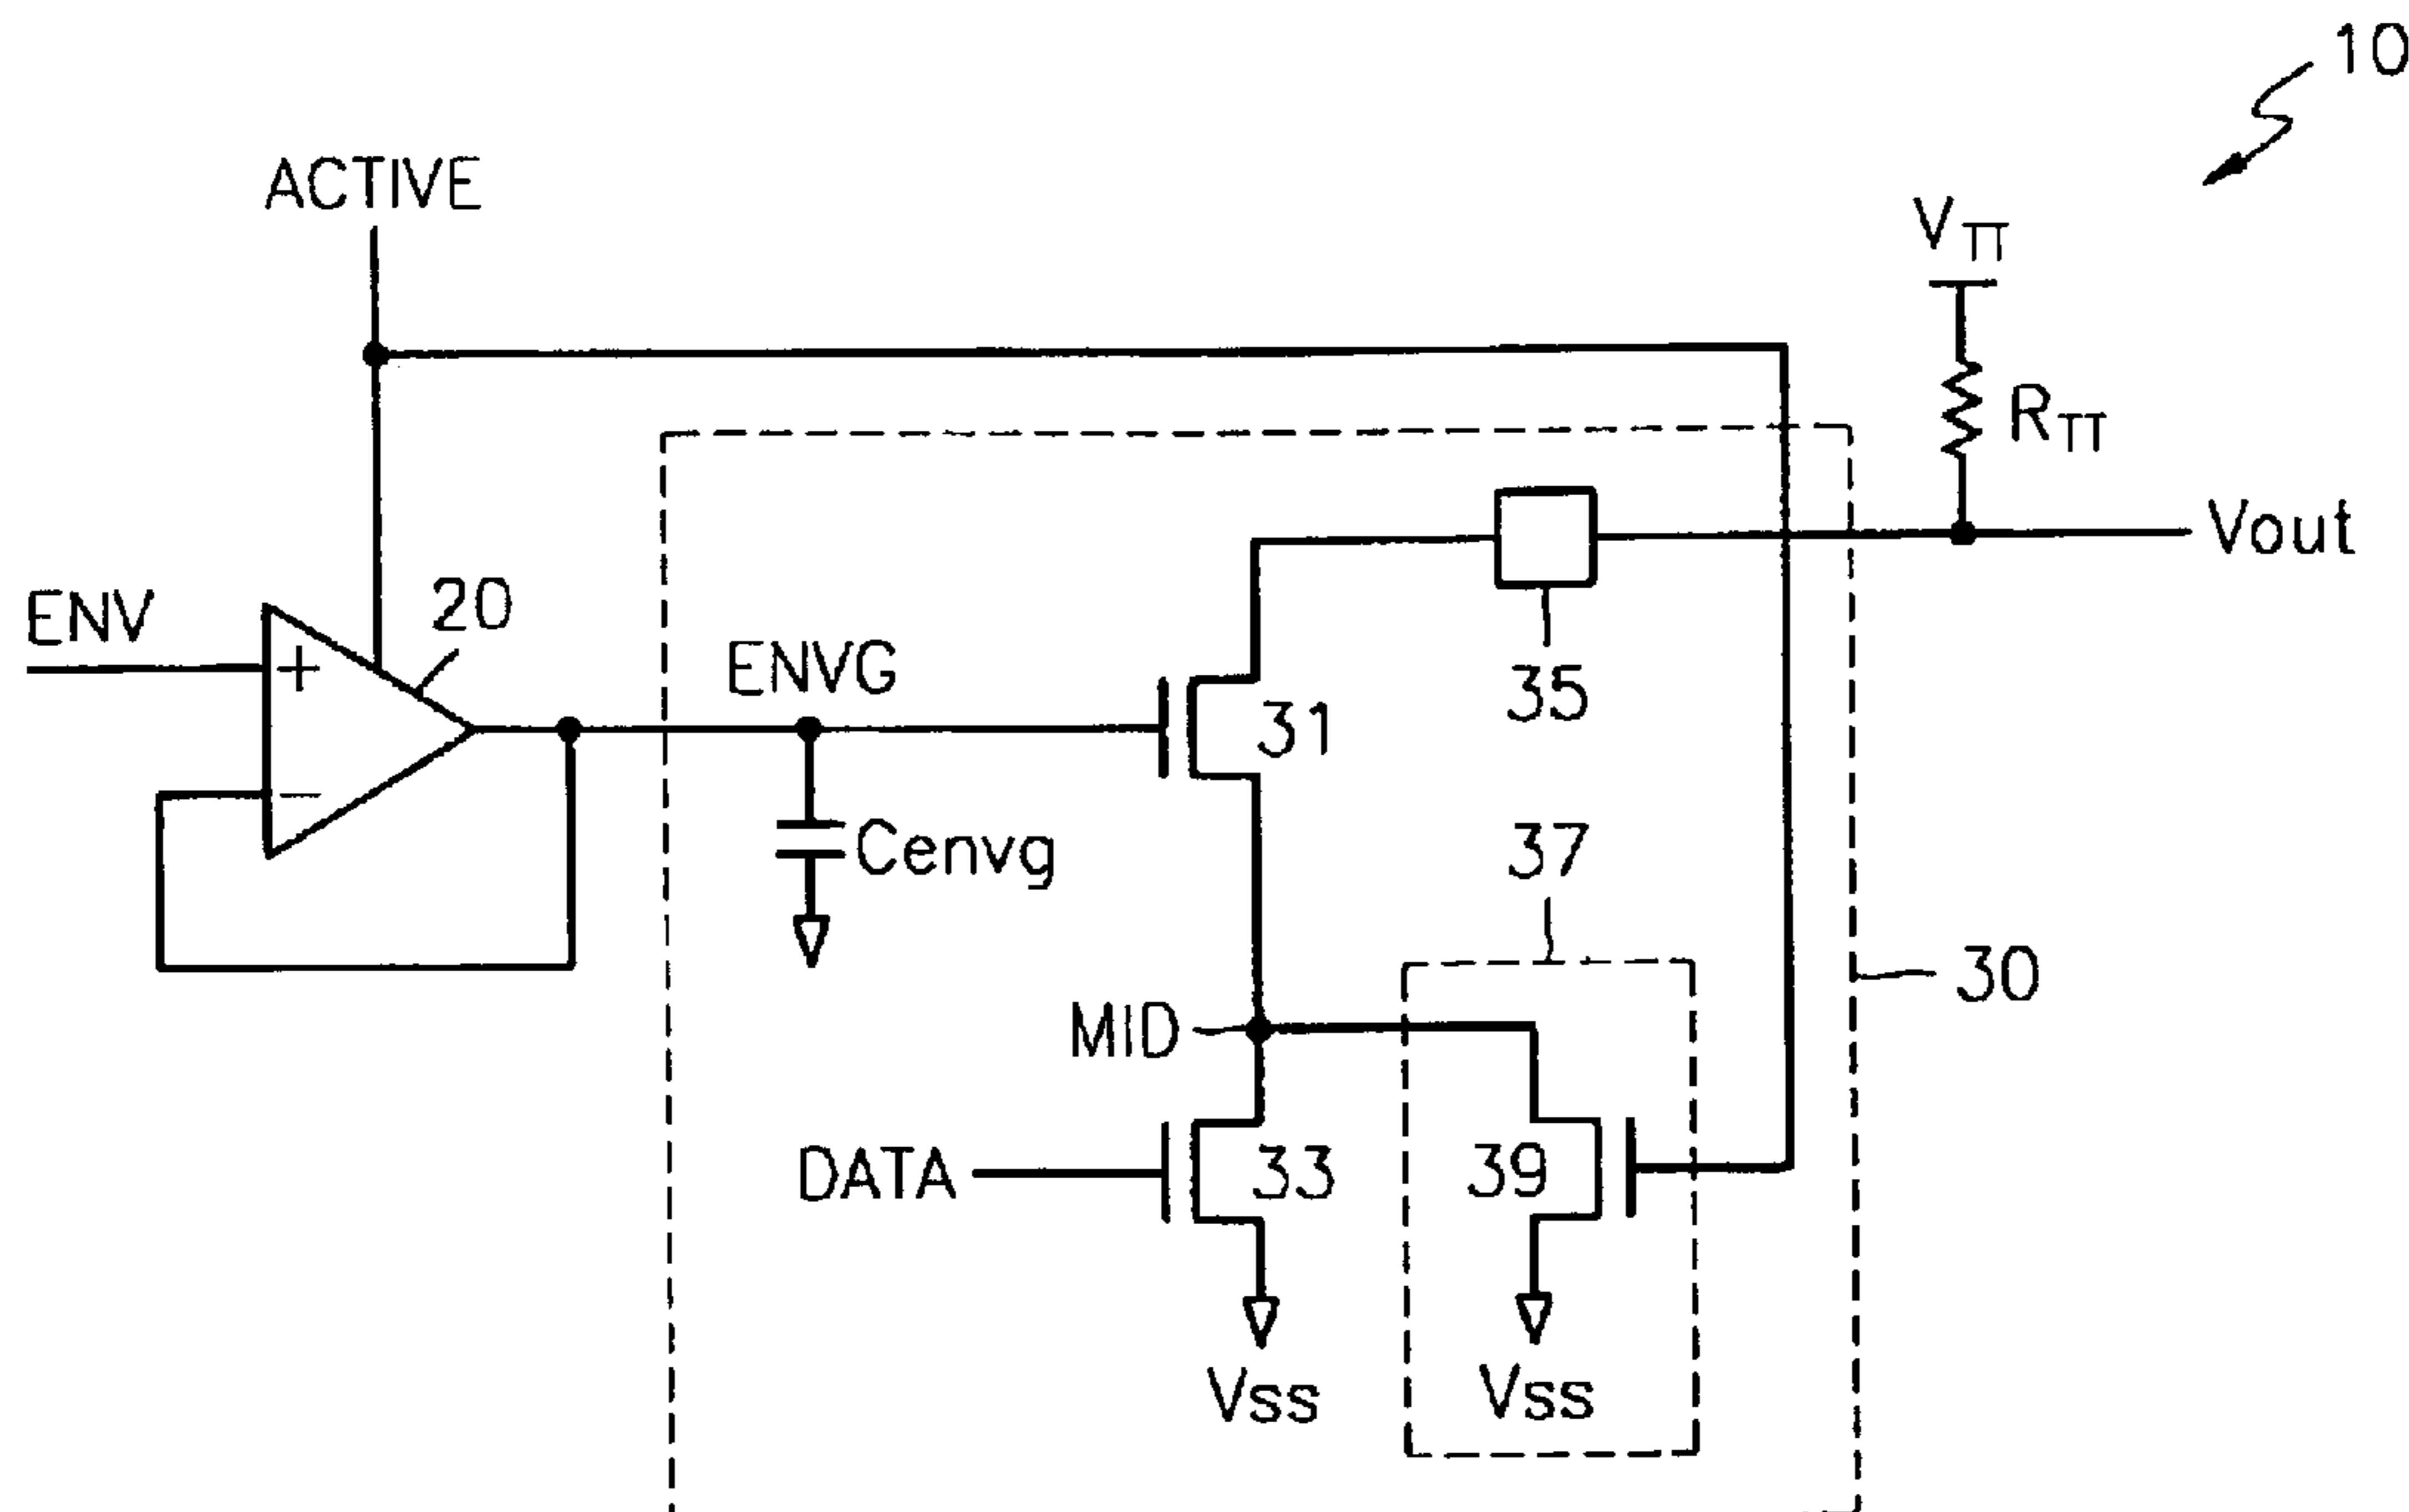 10
ACTIVE
VTT
RTT
Vout
ENV
20
+
ENVG
35
31
−
Cenvg
37
30
MID
DATA
33
39
Vss
Vss